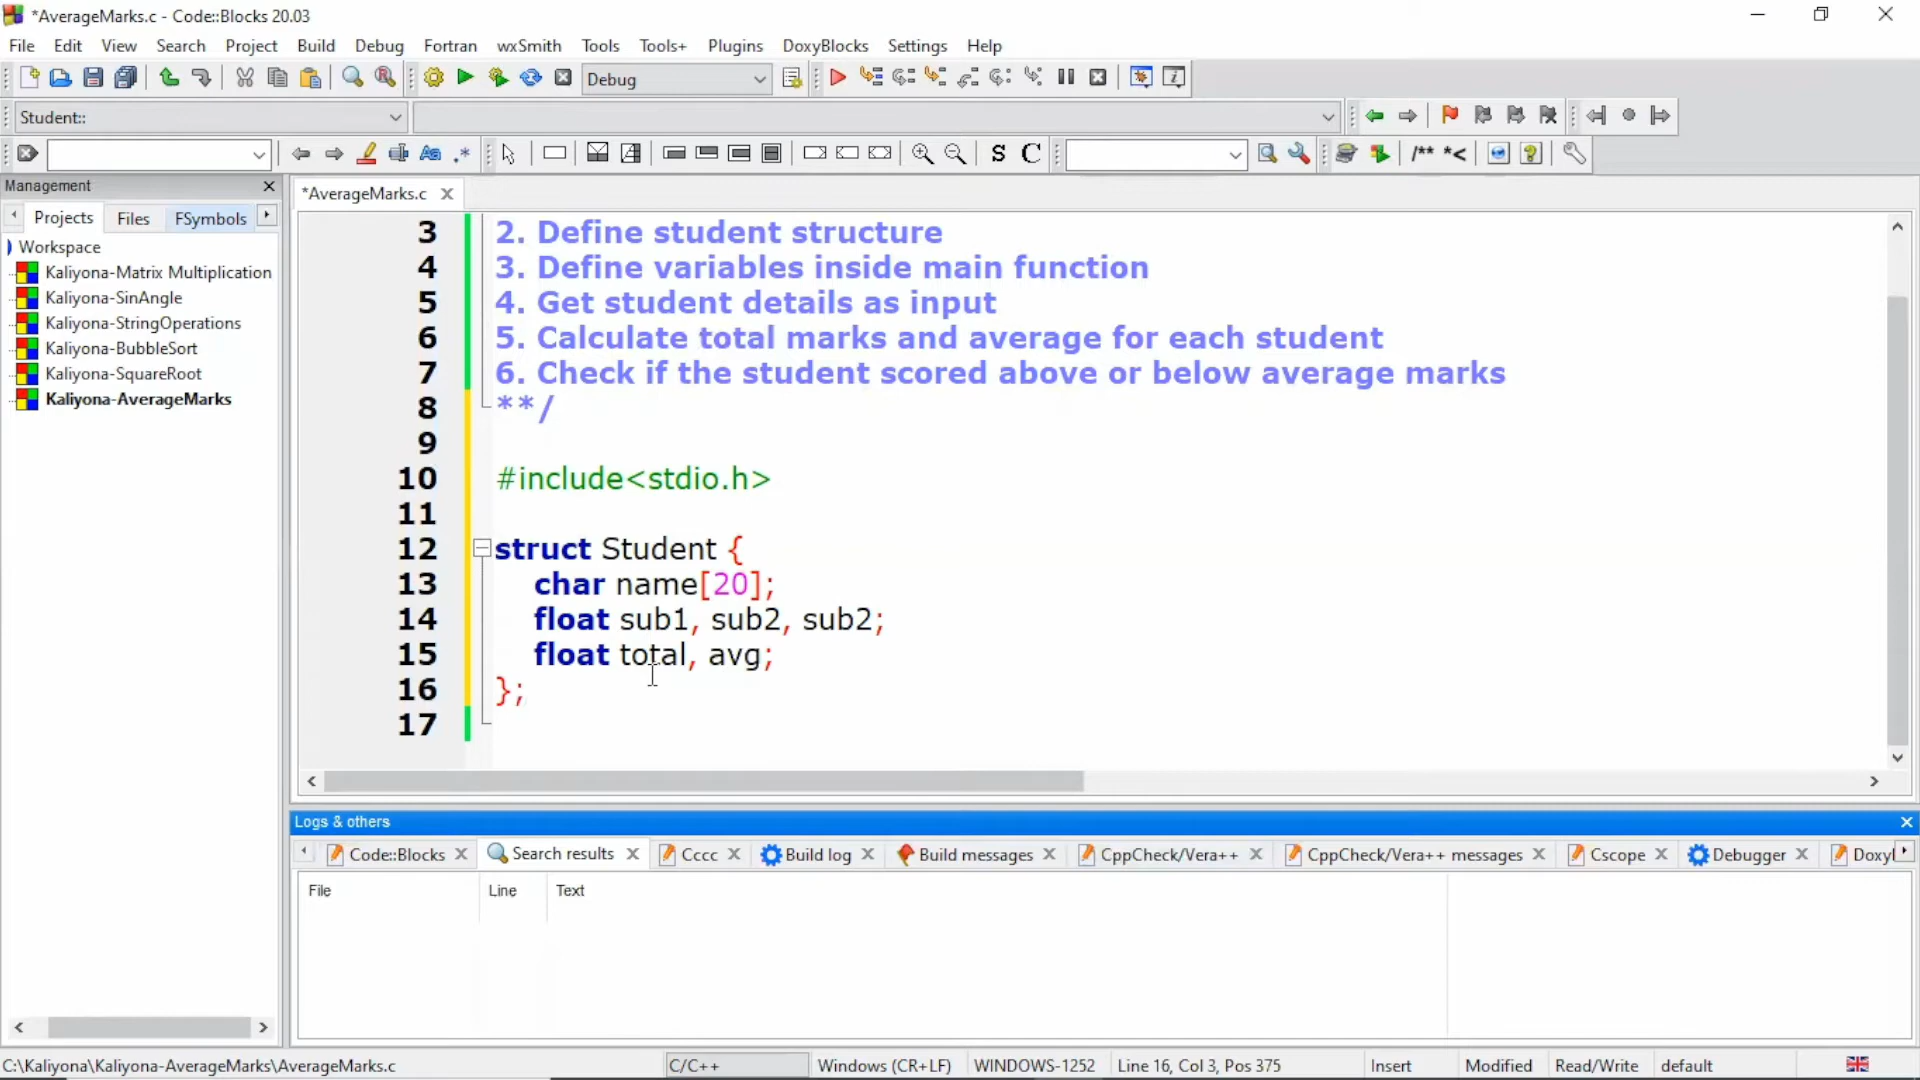 *AverageMarks.c - Code::Blocks 20.03
File Edit View Search Project Build Debug Fortran wxSmith Tools Tools+ Plugins DoxyBlocks Settings Help
Debug
Student::
S C /** *<
Management
*AverageMarks.c
Projects Files FSymbols
Workspace
Kaliyona-Matrix Multiplication
Kaliyona-SinAngle
Kaliyona-StringOperations
Kaliyona-BubbleSort
Kaliyona-SquareRoot
Kaliyona-AverageMarks
3 2. Define student structure
4 3. Define variables inside main function
5 4. Get student details as input
6 5. Calculate total marks and average for each student
7 6. Check if the student scored above or below average marks
8 **/
9
10 #include<stdio.h>
11
12 struct Student {
13 char name[20];
14 float sub1, sub2, sub2;
15 float total, avg;
16 };
17
Logs & others
Code::Blocks Search results Cccc Build log Build messages CppCheck/Vera++ CppCheck/Vera++ messages Cscope Debugger Doxyl
File Line Text
C:\Kaliyona\Kaliyona-AverageMarks\AverageMarks.c C/C++ Windows (CR+LF) WINDOWS-1252 Line 16, Col 3, Pos 375 Insert Modified Read/Write default